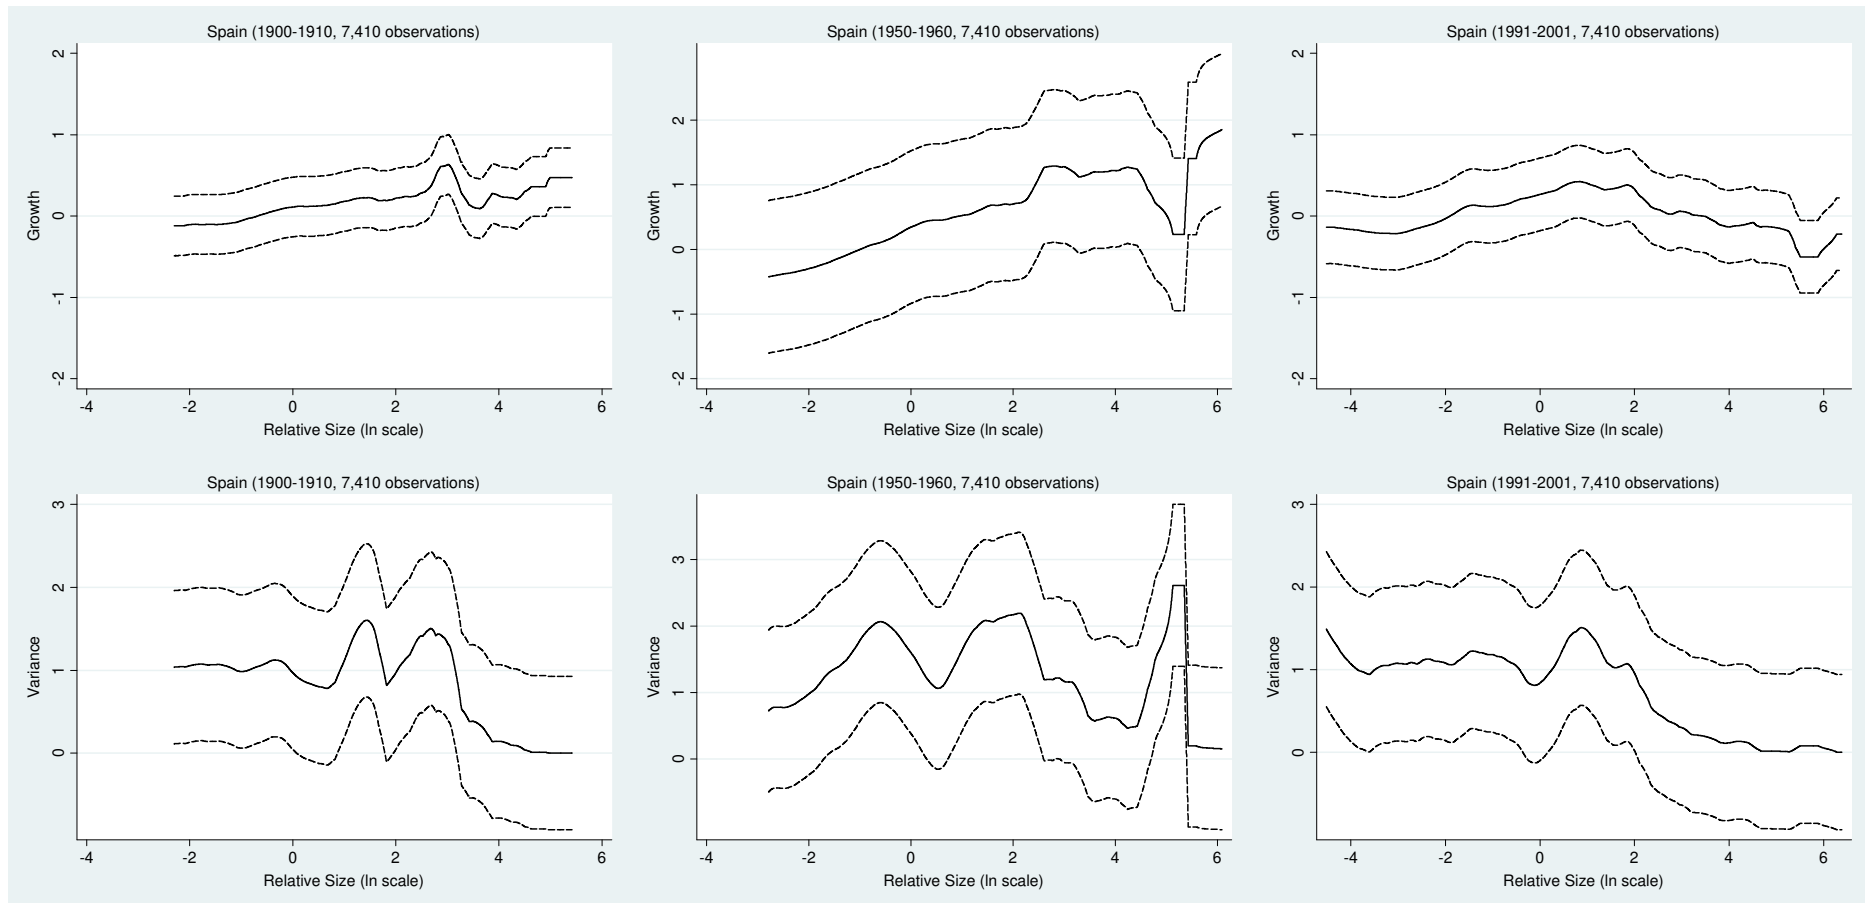 Spain (1900-1910, 7,410 observations)
2
1
0
-1
-2
Growth
-4 -2 0 2 4 6
Relative Size (ln scale)
Spain (1950-1960, 7,410 observations)
2
1
0
-1
-2
Growth
-4 -2 0 2 4 6
Relative Size (ln scale)
Spain (1991-2001, 7,410 observations)
2
1
0
-1
-2
Growth
-4 -2 0 2 4 6
Relative Size (ln scale)
Spain (1900-1910, 7,410 observations)
3
2
1
0
Variance
-4 -2 0 2 4 6
Relative Size (ln scale)
Spain (1950-1960, 7,410 observations)
3
2
1
0
Variance
-4 -2 0 2 4 6
Relative Size (ln scale)
Spain (1991-2001, 7,410 observations)
3
2
1
0
Variance
-4 -2 0 2 4 6
Relative Size (ln scale)